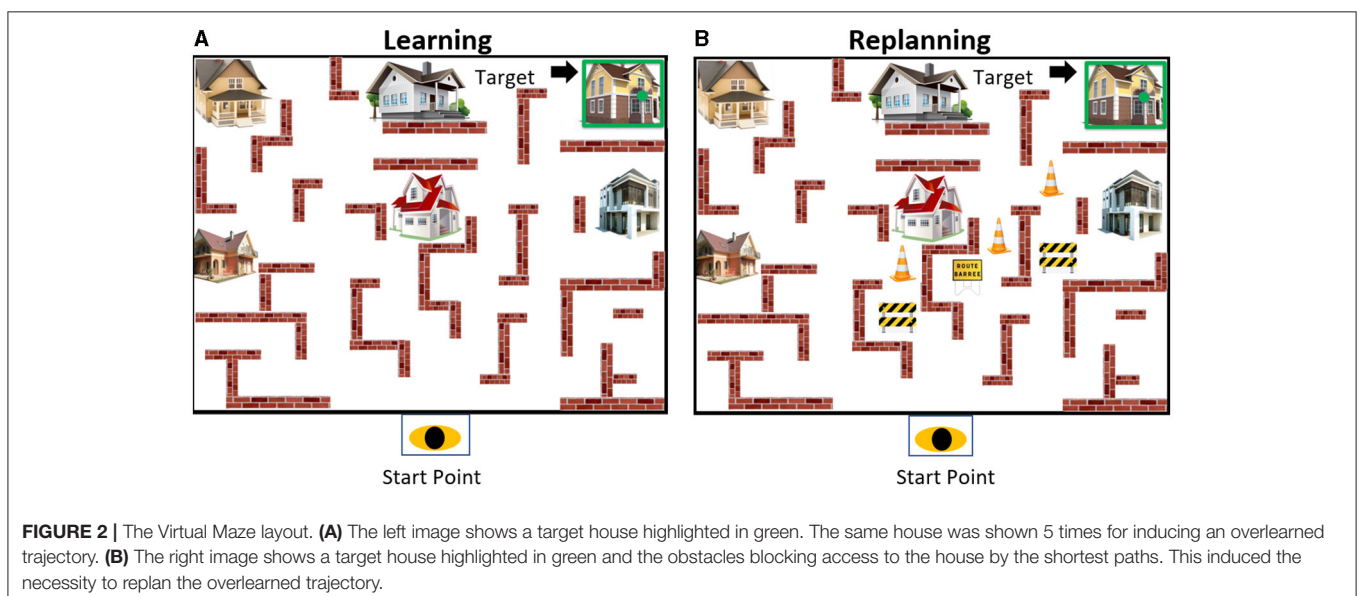 A
Learning
Target
Start Point
B
Replanning
Target
ROUTE
BARREE
Start Point
FIGURE 2 | The Virtual Maze layout. (A) The left image shows a target house highlighted in green. The same house was shown 5 times for inducing an overlearned
trajectory. (B) The right image shows a target house highlighted in green and the obstacles blocking access to the house by the shortest paths. This induced the
necessity to replan the overlearned trajectory.